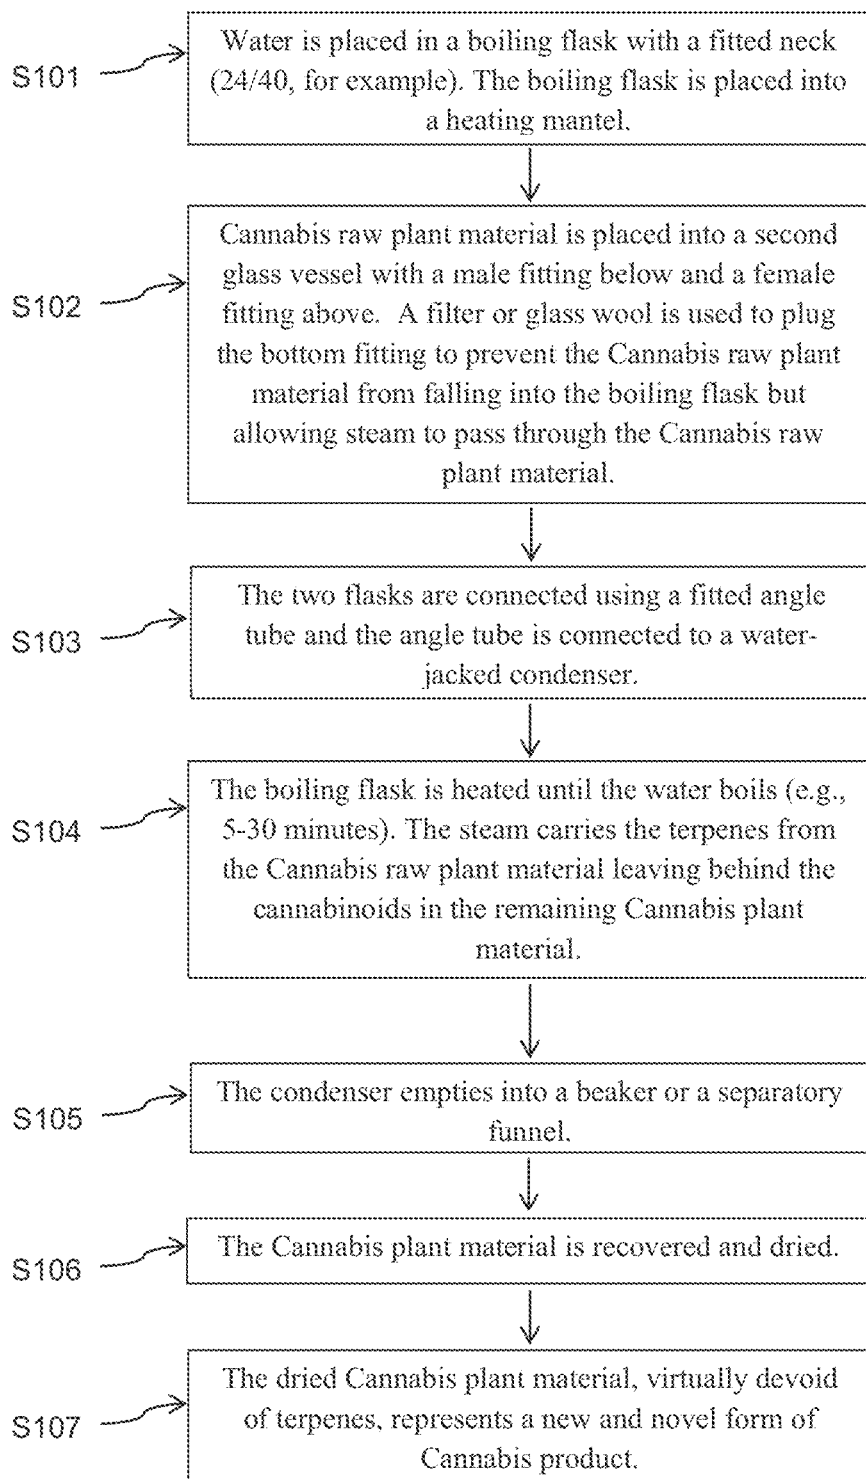 S101
Water is placed in a boiling flask with a fitted neck
(24/40, for example). The boiling flask is placed into
a heating mantel.
S102
Cannabis raw plant material is placed into a second
glass vessel with a male fitting below and a female
fitting above. A filter or glass wool is used to plug
the bottom fitting to prevent the Cannabis raw plant
material from falling into the boiling flask but
allowing steam to pass through the Cannabis raw
plant material.
S103
The two flasks are connected using a fitted angle
tube and the angle tube is connected to a water-
jacked condenser.
S104
The boiling flask is heated until the water boils (e.g.,
5-30 minutes). The steam carries the terpenes from
the Cannabis raw plant material leaving behind the
cannabinoids in the remaining Cannabis plant
material.
S105
The condenser empties into a beaker or a separatory
funnel.
S106
The Cannabis plant material is recovered and dried.
S107
The dried Cannabis plant material, virtually devoid
of terpenes, represents a new and novel form of
Cannabis product.